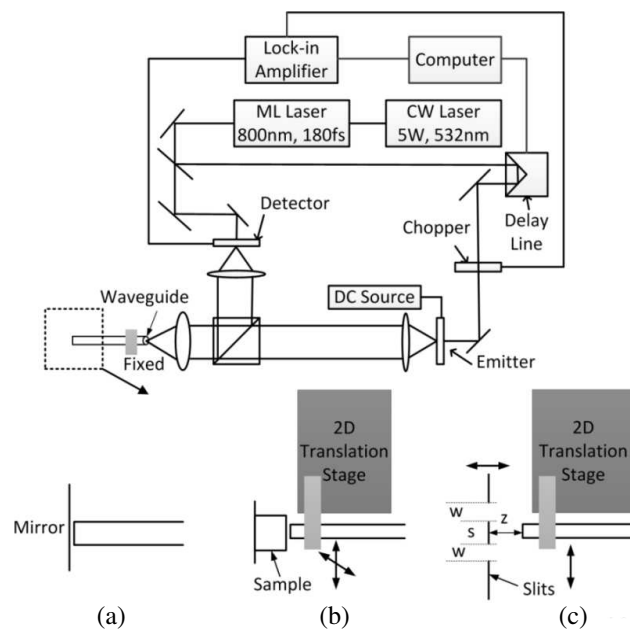 Lock-in
Amplifier
Computer
ML Laser
800nm, 180fs
CW Laser
5W, 532nm
Detector
Chopper
Delay
Line
Waveguide
DC Source
Fixed
Emitter
2D
Translation
Stage
2D
Translation
Stage
Mirror
Sample
w
s
z
w
Slits
(a)
(b)
(c)